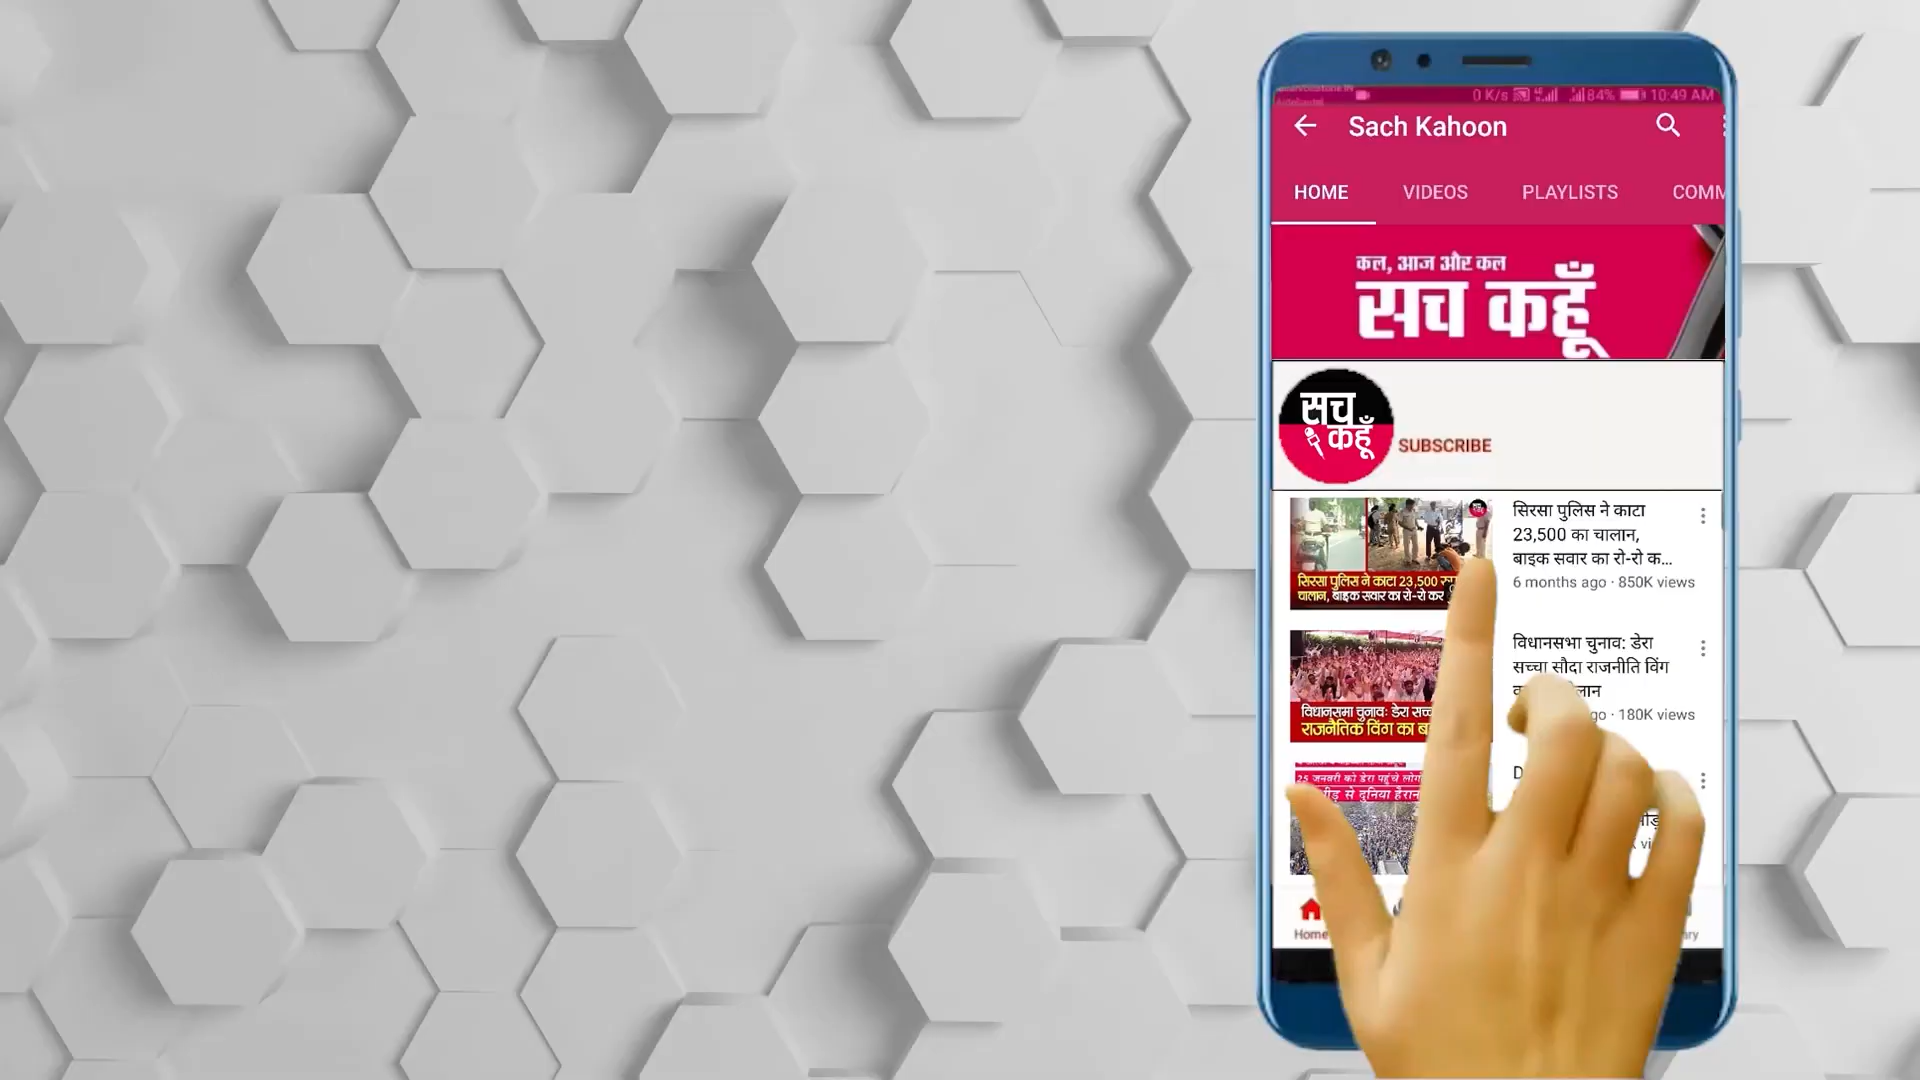 0 K/s 84% 10:49 AM
Sach Kahoon
HOME VIDEOS PLAYLISTS COMM
कल, आज और कल
सच कहूँ
सच
कहूँ
SUBSCRIBE
सिरसा पुलिस ने काटा 23,500
चालान, बाइक सवार का रो-रो कर
सिरसा पुलिस ने काटा
23,500 का चालान,
बाइक सवार का रो-रो क...
6 months ago · 850K views
विधानसभा चुनाव: डेरा
राजनैतिक विंग का
विधानसभा चुनाव: डेरा
सच्चा सौदा राजनीति विंग
180K views
25 जनवरी को डेरा पहुंचे
से दुनिया हैरान
Home